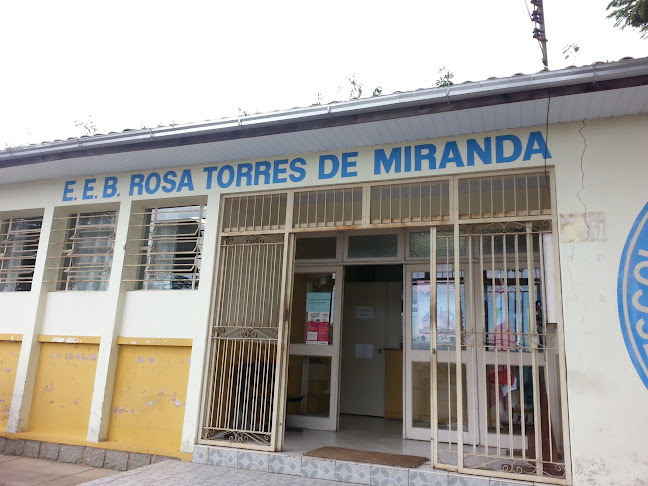 E. E. B. ROSA TORRES DE MIRANDA